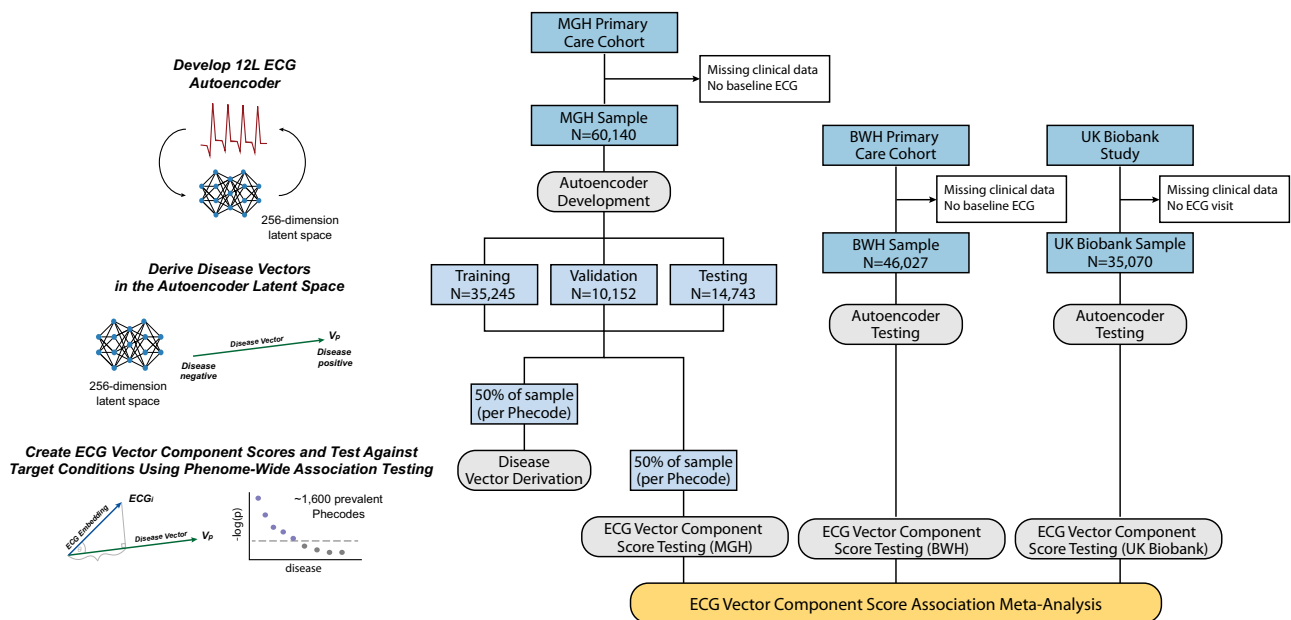 Develop 12L ECG
Autoencoder
256-dimension
latent space
Derive Disease Vectors
in the Autoencoder Latent Space
256-dimension
latent space
Disease
negative
Disease Vector
Vp
Disease
positive
Create ECG Vector Component Scores and Test Against
Target Conditions Using Phenome-Wide Association Testing
ECG Embedding
ECGi
Disease Vector
Vp
-log(p)
~1,600 prevalent
Phecodes
disease
MGH Primary
Care Cohort
Missing clinical data
No baseline ECG
MGH Sample
N=60,140
Autoencoder
Development
Training
N=35,245
Validation
N=10,152
Testing
N=14,743
50% of sample
(per Phecode)
Disease
Vector Derivation
50% of sample
(per Phecode)
ECG Vector Component
Score Testing (MGH)
BWH Primary
Care Cohort
Missing clinical data
No baseline ECG
BWH Sample
N=46,027
Autoencoder
Testing
ECG Vector Component
Score Testing (BWH)
UK Biobank
Study
Missing clinical data
No ECG visit
UK Biobank Sample
N=35,070
Autoencoder
Testing
ECG Vector Component
Score Testing (UK Biobank)
ECG Vector Component Score Association Meta-Analysis